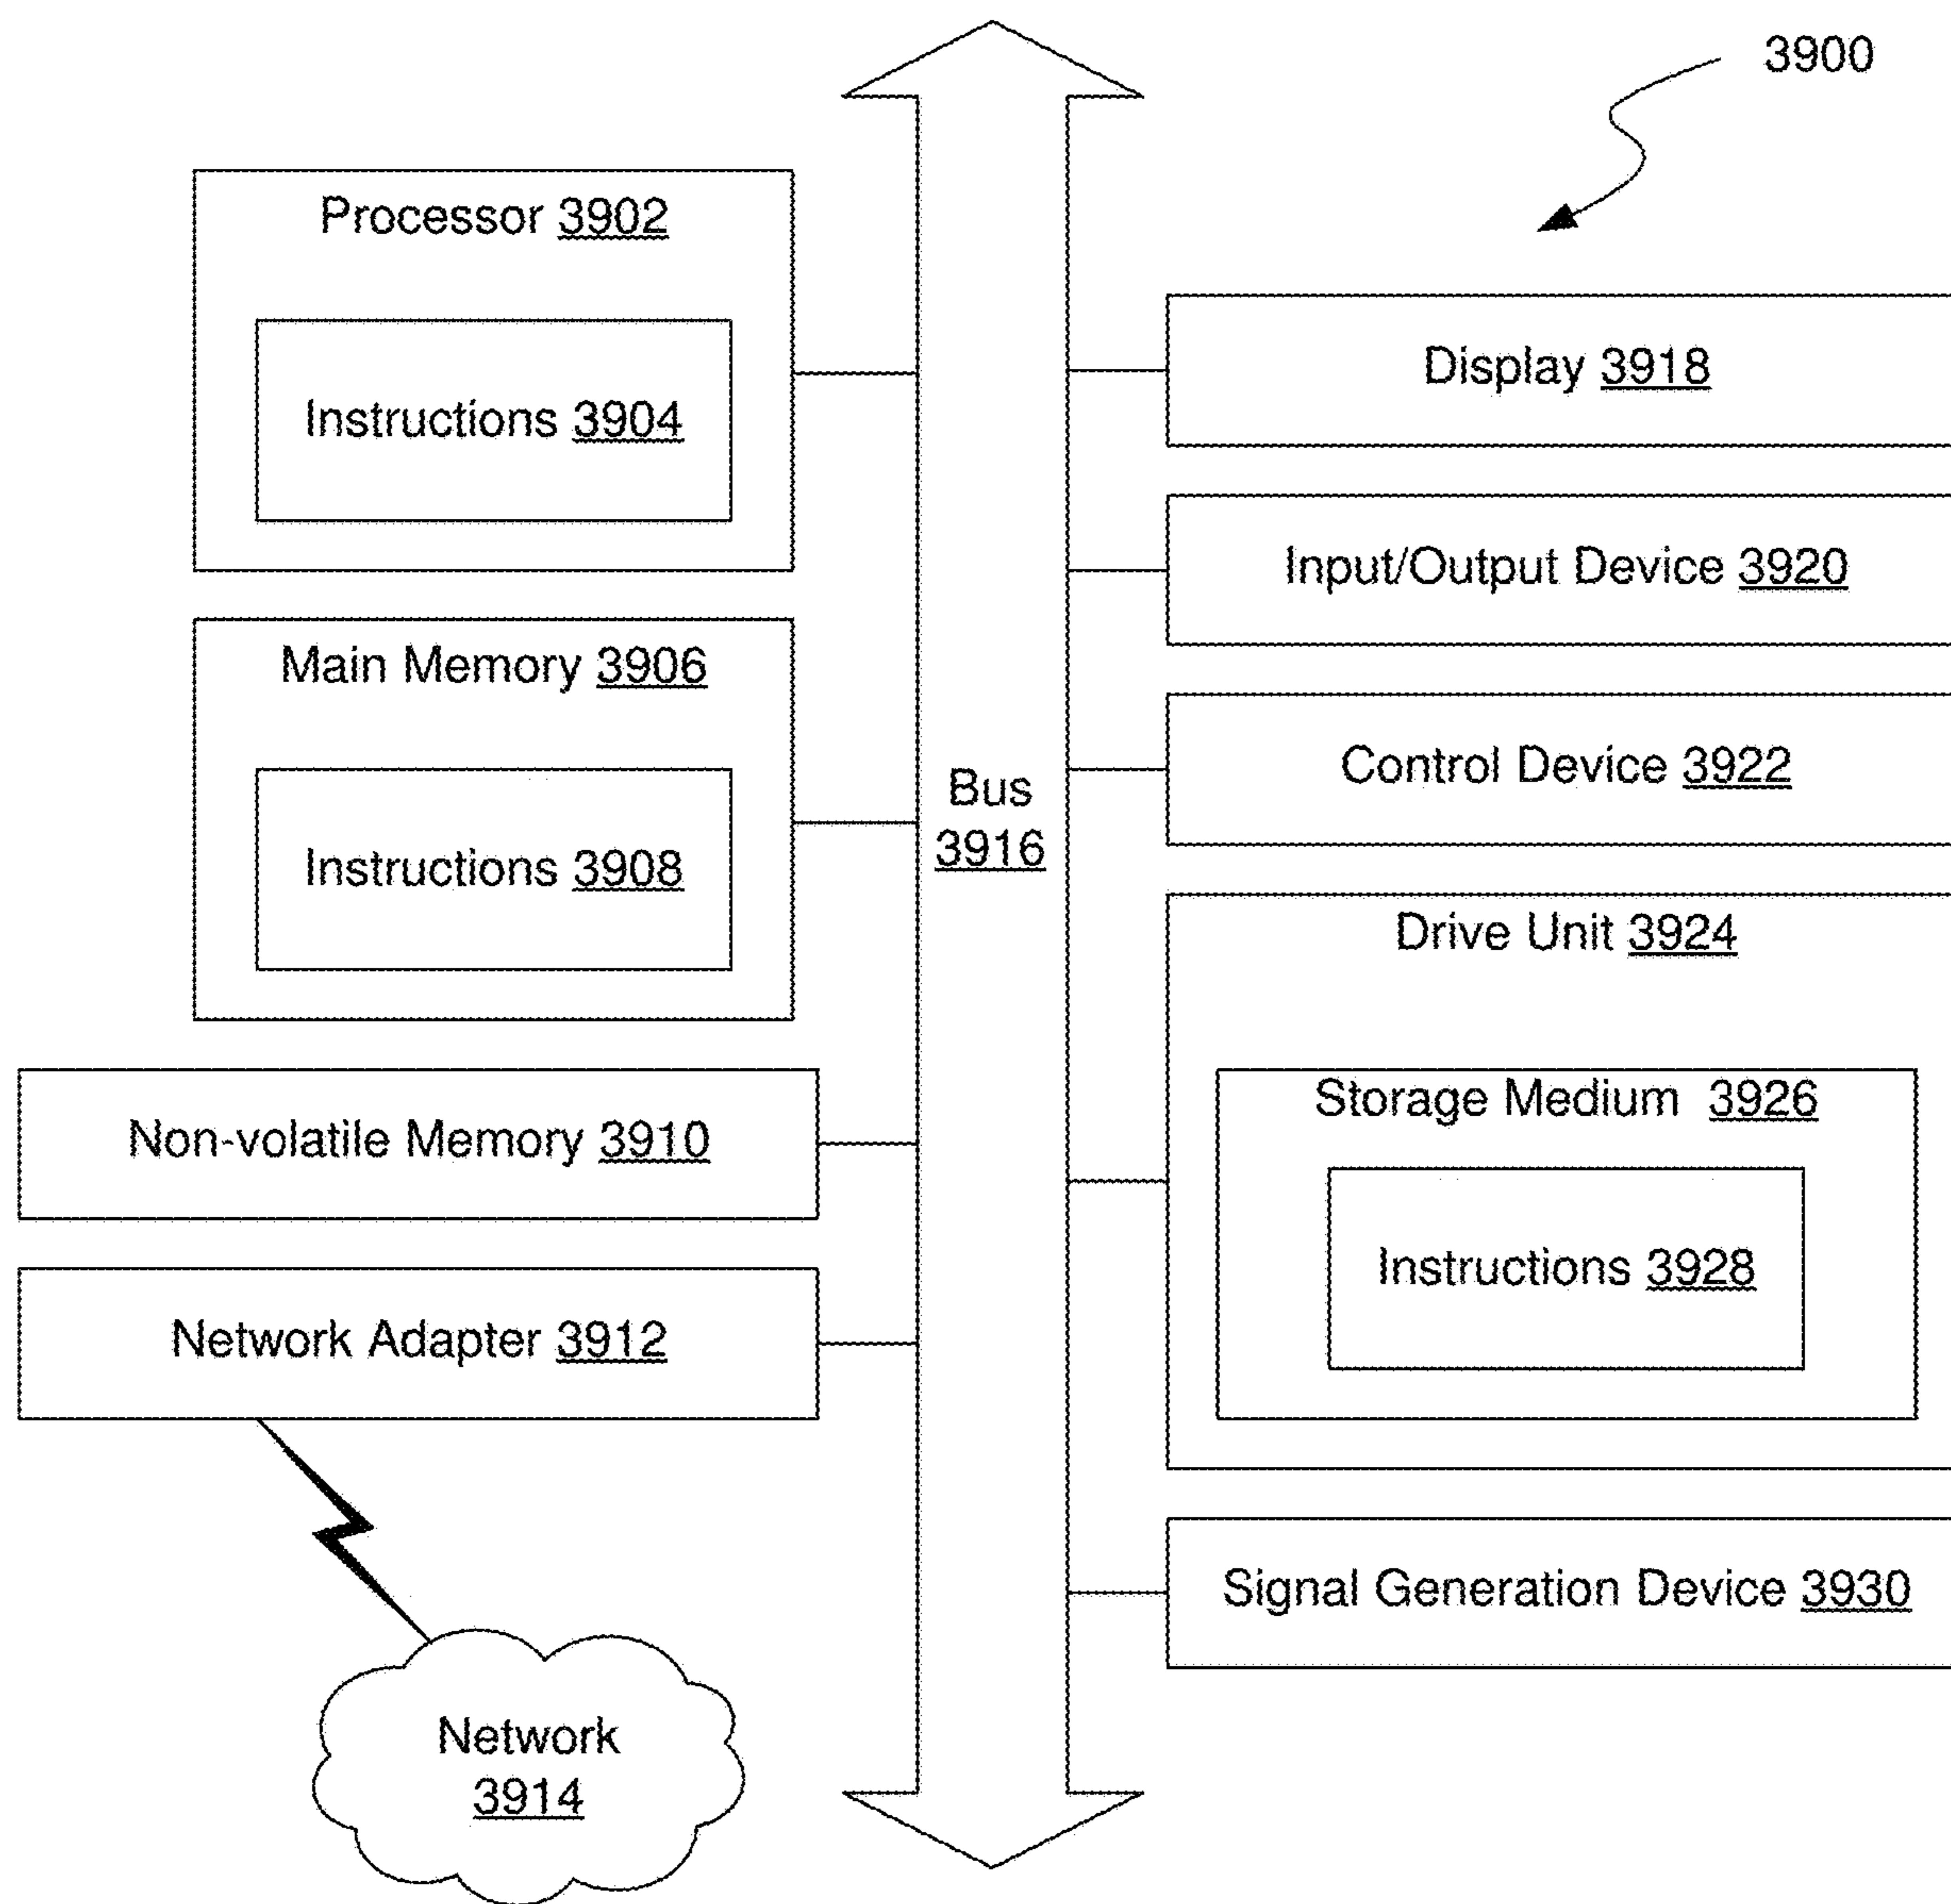 3900
Processor 3902
Instructions 3904
Main Memory 3906
Instructions 3908
Non-volatile Memory 3910
Network Adapter 3912
Network
3914
Bus
3916
Display 3918
Input/Output Device 3920
Control Device 3922
Drive Unit 3924
Storage Medium 3926
Instructions 3928
Signal Generation Device 3930